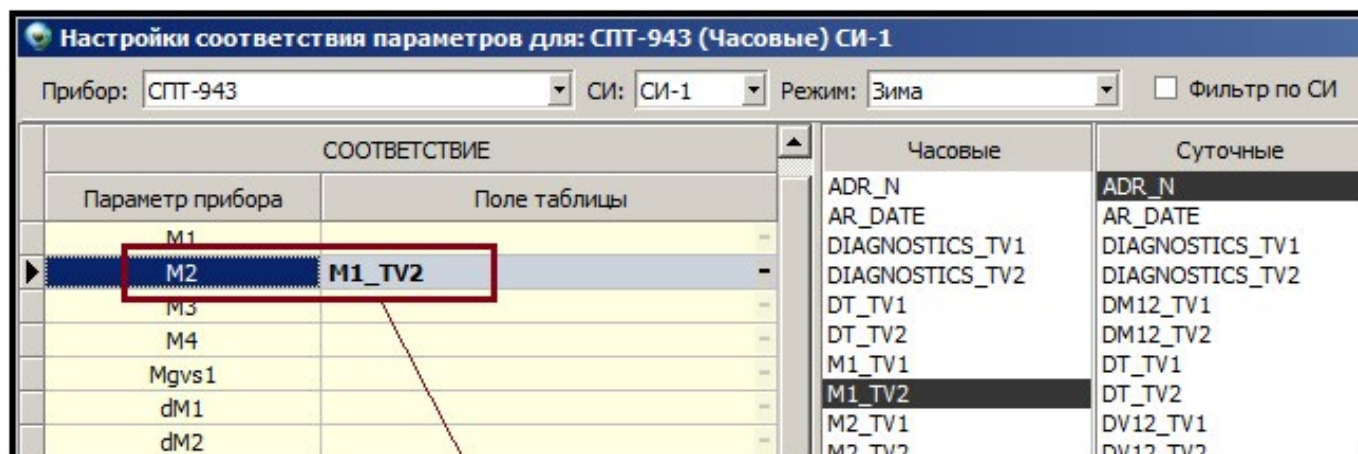 Настройки соответствия параметров для: СПТ-943 (Часовые) СИ-1
Прибор: СПТ-943 СИ: СИ-1 Режим: Зима Фильтр по СИ
СООТВЕТСТВИЕ
Параметр прибора Поле таблицы
M1
M2 M1_TV2
M3
M4
Mgvs1
dM1
dM2
Часовые
ADR_N
AR_DATE
DIAGNOSTICS_TV1
DIAGNOSTICS_TV2
DT_TV1
DT_TV2
M1_TV1
M1_TV2
M2_TV1
M2_TV2
Суточные
ADR_N
AR_DATE
DIAGNOSTICS_TV1
DIAGNOSTICS_TV2
DM12_TV1
DM12_TV2
DT_TV1
DT_TV2
DV12_TV1
DV12_TV2